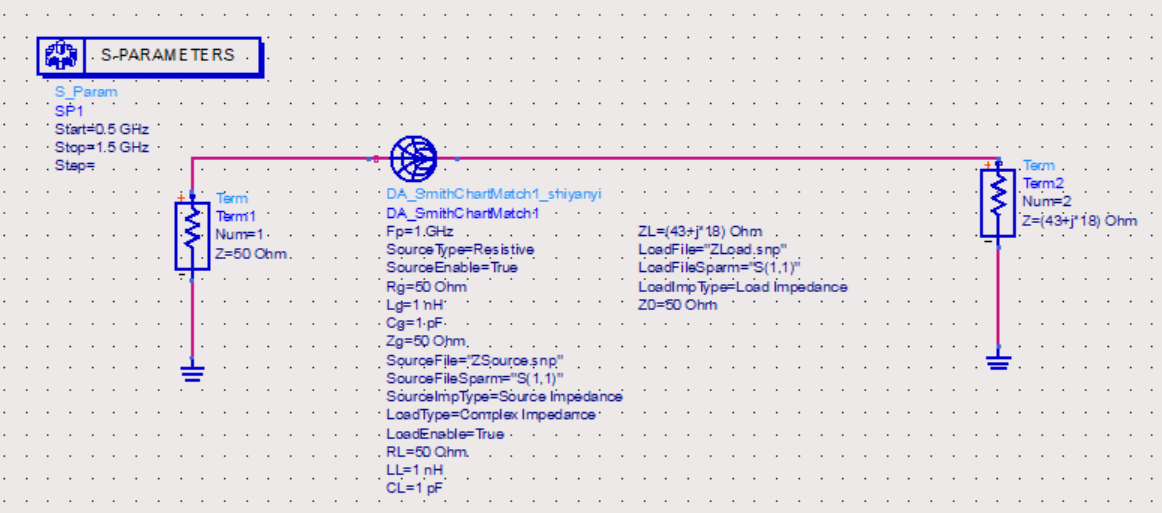 S-PARAMETERS
S_Param
SP1
Start=0.5 GHz
Stop=1.5 GHz
Step=
Term
Term1
Num=1
Z=50 Ohm
DA_SmithChartMatch1_shiyanyi
DA_SmithChartMatch1
Fp=1 GHz
SourceType=Resistive
SourceEnable=True
Rg=50 Ohm
Lg=1 nH
Cg=1 pF
Zg=50 Ohm
SourceFile="ZSource.snp"
SourceFileSparm="S(1,1)"
SourceImpType=Source Impedance
LoadType=Complex Impedance
LoadEnable=True
RL=50 Ohm
LL=1 nH
CL=1 pF
ZL=(43+j*18) Ohm
LoadFile="ZLoad.snp"
LoadFileSparm="S(1,1)"
LoadImpType=Load Impedance
Z0=50 Ohm
Term
Term2
Num=2
Z=(43+j*18) Ohm